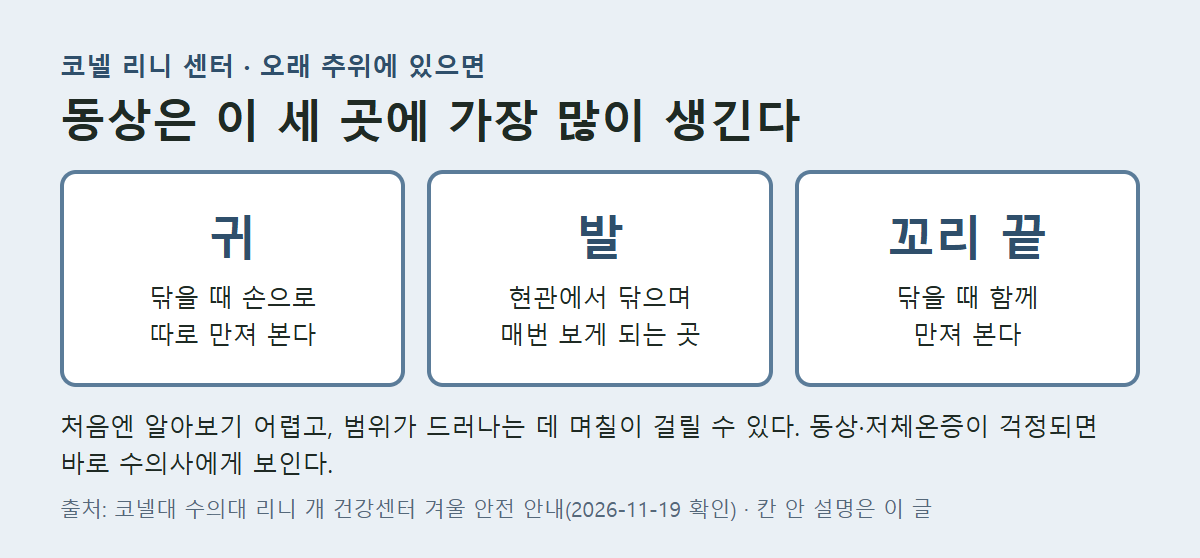 코넬 리니 센터 · 오래 추위에 있으면
동상은 이 세 곳에 가장 많이 생긴다
귀
닦을 때 손으로
따로 만져 본다
발
현관에서 닦으며
매번 보게 되는 곳
꼬리 끝
닦을 때 함께
만져 본다
처음엔 알아보기 어렵고, 범위가 드러나는 데 며칠이 걸릴 수 있다. 동상·저체온증이 걱정되면
바로 수의사에게 보인다.
출처: 코넬대 수의대 리니 개 건강센터 겨울 안전 안내(2026-11-19 확인) · 칸 안 설명은 이 글